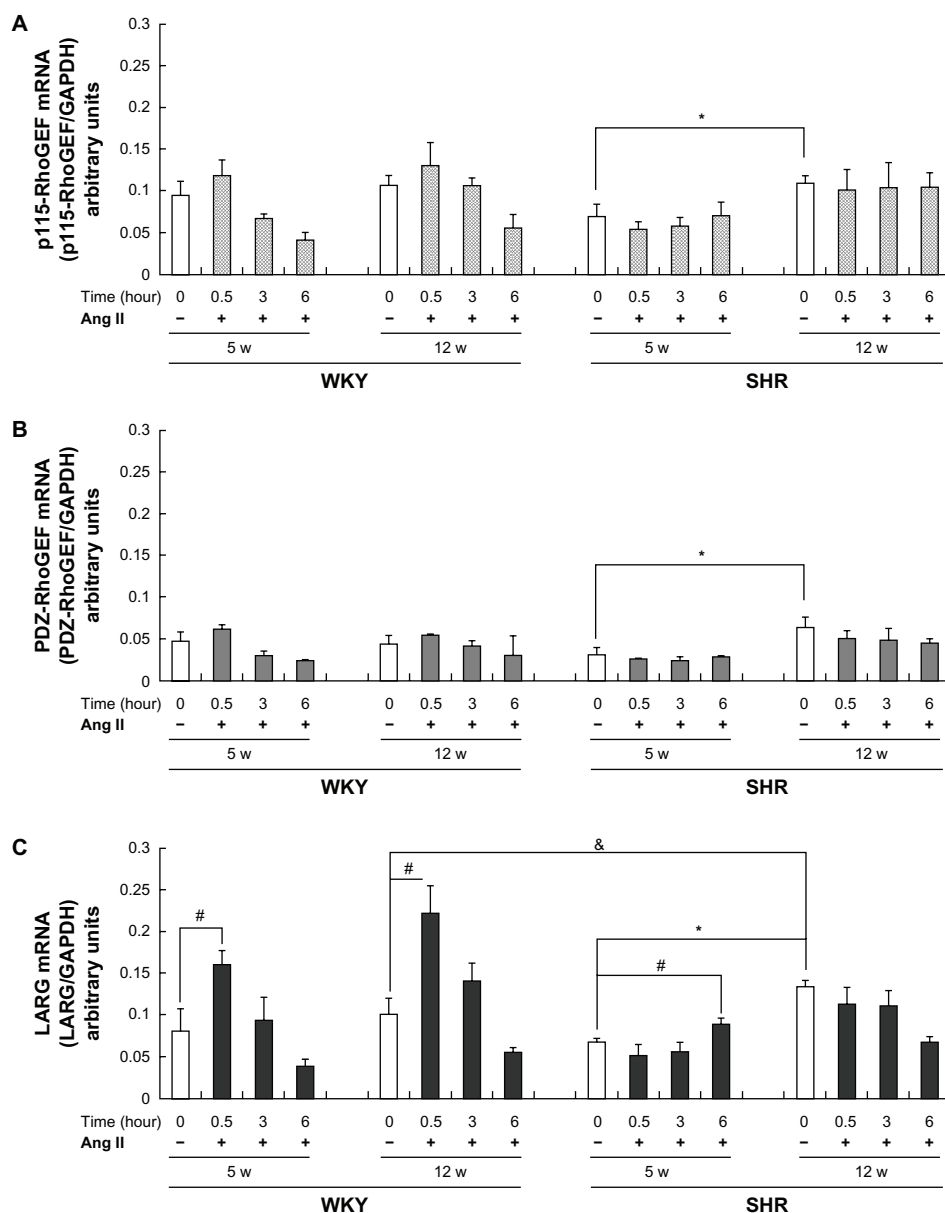 A
p115-RhoGEF mRNA
(p115-RhoGEF/GAPDH)
arbitrary units
0.3
0.25
0.2
0.15
0.1
0.05
0
*
Time (hour) 0 0.5 3 6 0 0.5 3 6 0 0.5 3 6 0 0.5 3 6
Ang II – + + + – + + + – + + + – + + +
5 w 12 w 5 w 12 w
WKY SHR
B
PDZ-RhoGEF mRNA
(PDZ-RhoGEF/GAPDH)
arbitrary units
0.3
0.25
0.2
0.15
0.1
0.05
0
*
Time (hour) 0 0.5 3 6 0 0.5 3 6 0 0.5 3 6 0 0.5 3 6
Ang II – + + + – + + + – + + + – + + +
5 w 12 w 5 w 12 w
WKY SHR
C
LARG mRNA
(LARG/GAPDH)
arbitrary units
0.3
0.25
0.2
0.15
0.1
0.05
0
&
#
#
*
#
Time (hour) 0 0.5 3 6 0 0.5 3 6 0 0.5 3 6 0 0.5 3 6
Ang II – + + + – + + + – + + + – + + +
5 w 12 w 5 w 12 w
WKY SHR